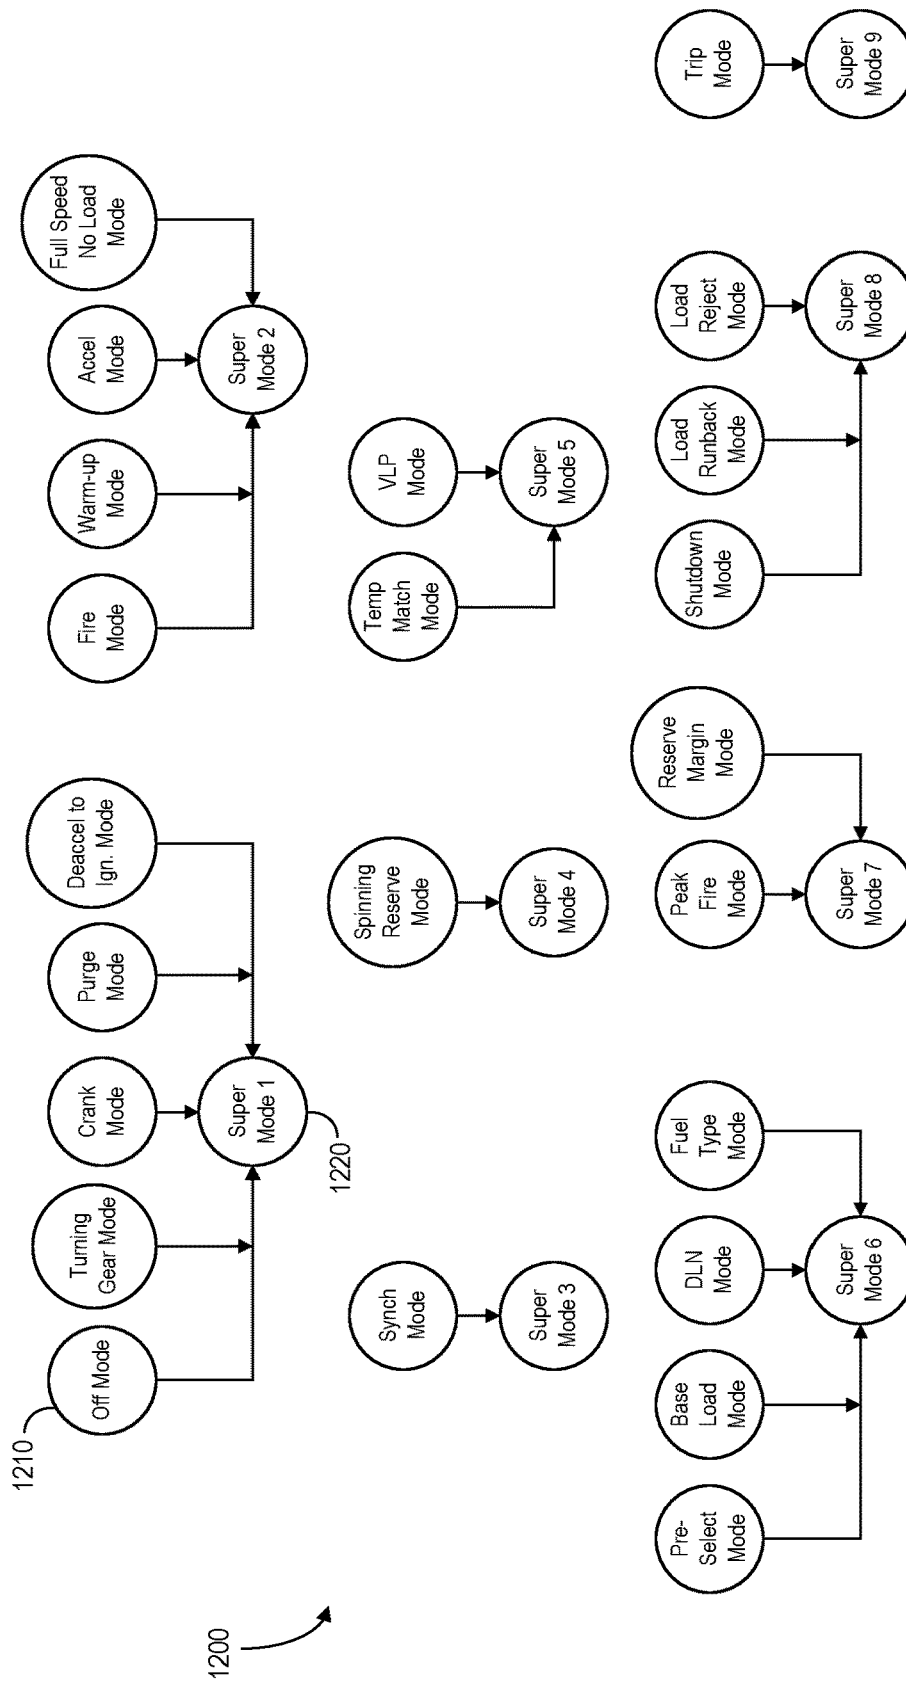 1200
1210
Off Mode
Turning
Gear Mode
Crank
Mode
Purge
Mode
Deaccel to
Ign. Mode
Super
Mode 1
1220
Fire
Mode
Warm-up
Mode
Accel
Mode
Full Speed
No Load
Mode
Super
Mode 2
Synch
Mode
Super
Mode 3
Spinning
Reserve
Mode
Super
Mode 4
Temp
Match
Mode
VLP
Mode
Super
Mode 5
Pre-
Select
Mode
Base
Load
Mode
DLN
Mode
Fuel
Type
Mode
Super
Mode 6
Peak
Fire
Mode
Reserve
Margin
Mode
Super
Mode 7
Shutdown
Mode
Load
Runback
Mode
Load
Reject
Mode
Super
Mode 8
Trip
Mode
Super
Mode 9